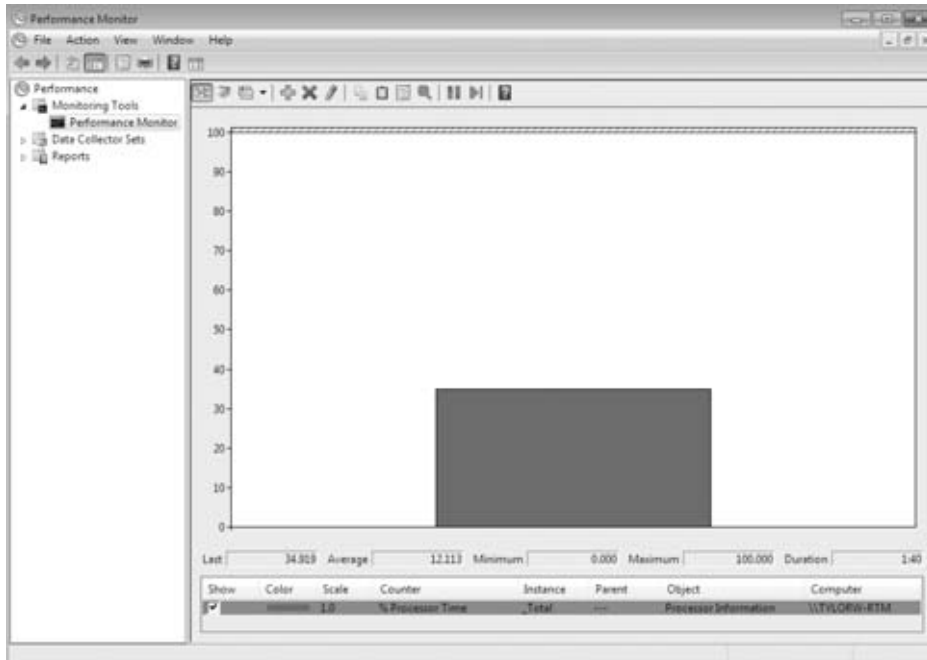 Performance Monitor
File Action View Window Help
Performance
Monitoring Tools
Performance Monitor
Data Collector Sets
Reports
100
90
80
70
60
50
40
30
20
10
0
Last 34.919 Average 12.113 Minimum 0.000 Maximum 100.000 Duration 1:40
Show Color Scale Counter Instance Parent Object Computer
1.0 % Processor Time _Total --- Processor Information \\TYLORW-RTM